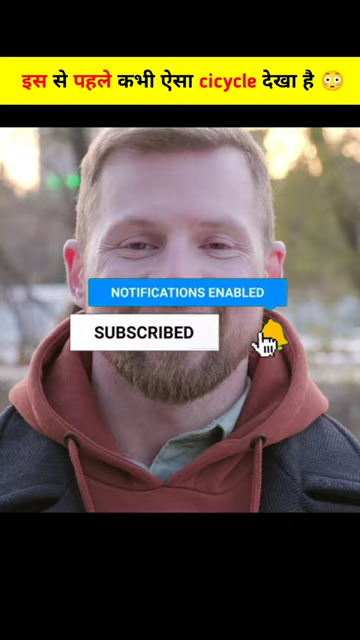 इस से पहले कभी ऐसा cicycle देखा है 😳
NOTIFICATIONS ENABLED
SUBSCRIBED